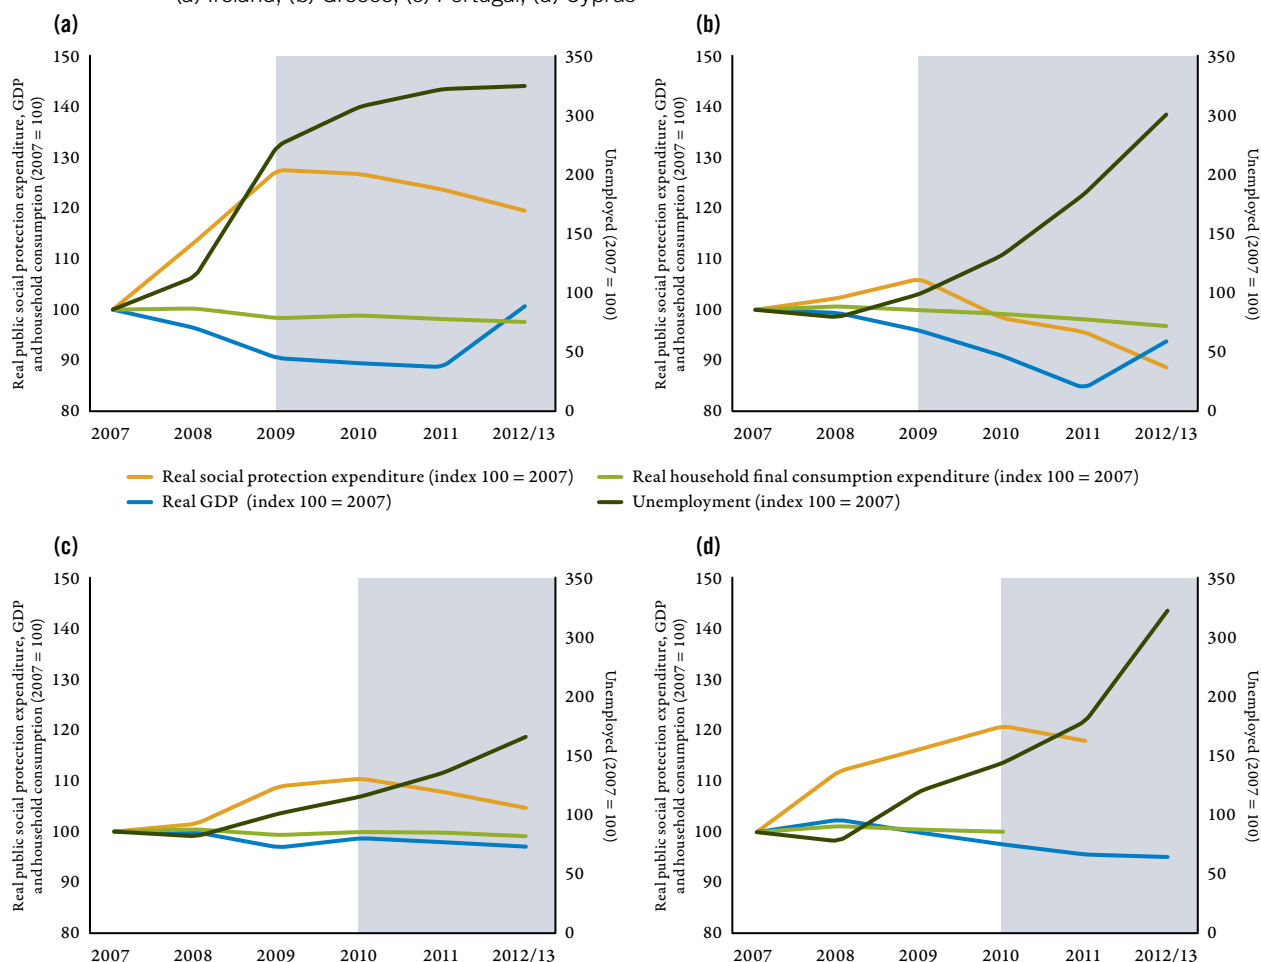 (a) Ireland, (b) Greece, (c) Portugal, (d) Cyprus
(a)
Real public social protection expenditure, GDP
and household consumption (2007 = 100)
150
140
130
120
110
100
90
80
350
300
250
200
150
100
50
0
Unemployed (2007 = 100)
2007 2008 2009 2010 2011 2012/13
(b)
Real public social protection expenditure, GDP
and household consumption (2007 = 100)
150
140
130
120
110
100
90
80
350
300
250
200
150
100
50
0
Unemployed (2007 = 100)
2007 2008 2009 2010 2011 2012/13
Real social protection expenditure (index 100 = 2007)
Real household final consumption expenditure (index 100 = 2007)
Real GDP (index 100 = 2007)
Unemployment (index 100 = 2007)
(c)
Real public social protection expenditure, GDP
and household consumption (2007 = 100)
150
140
130
120
110
100
90
80
350
300
250
200
150
100
50
0
Unemployed (2007 = 100)
2007 2008 2009 2010 2011 2012/13
(d)
Real public social protection expenditure, GDP
and household consumption (2007 = 100)
150
140
130
120
110
100
90
80
350
300
250
200
150
100
50
0
Unemployed (2007 = 100)
2007 2008 2009 2010 2011 2012/13